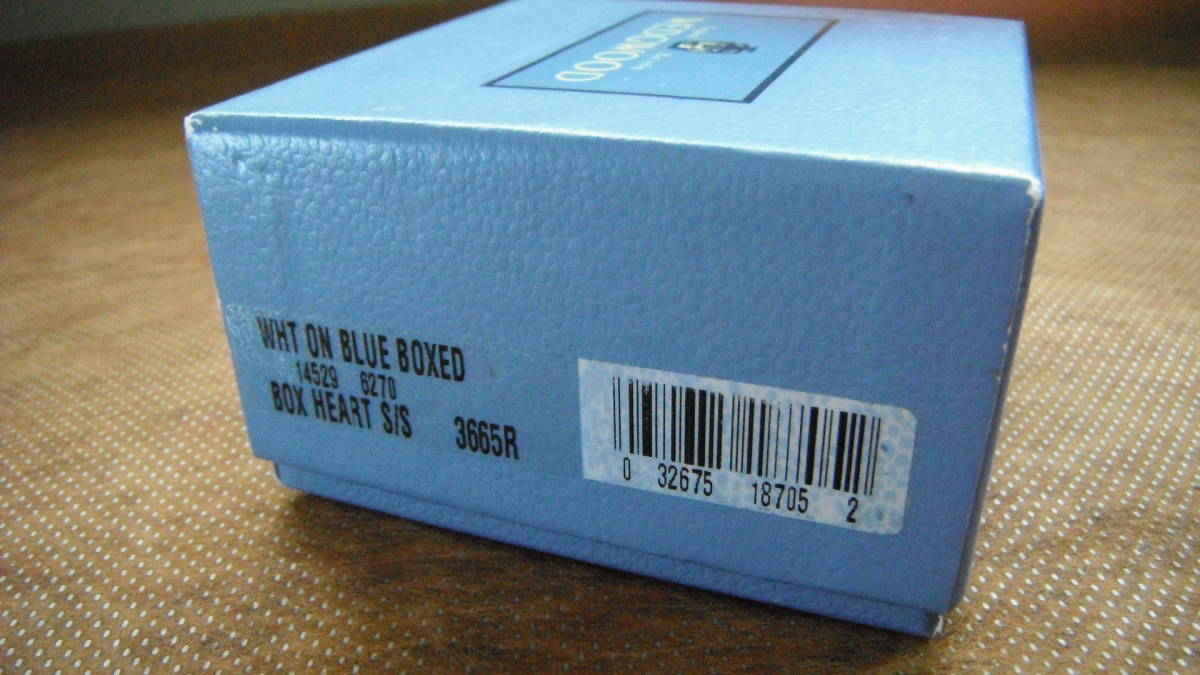 WEDGWOOD
WHT ON BLUE BOXED
14529 6270
BOX HEART S/S 3665R
0 32675 18705 2